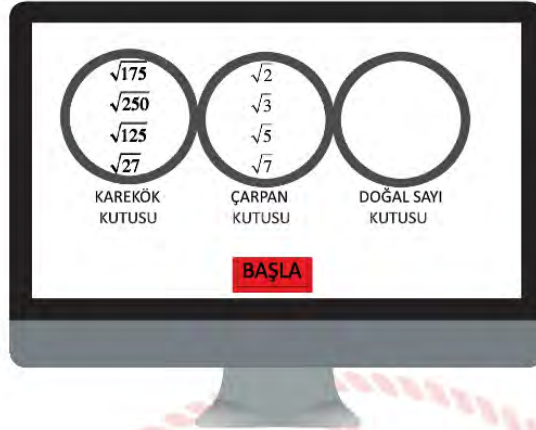 √175
√250
√125
√27
√2
√3
√5
√7
KAREKÖK
KUTUSU
ÇARPAN
KUTUSU
DOĞAL SAYI
KUTUSU
BAŞLA